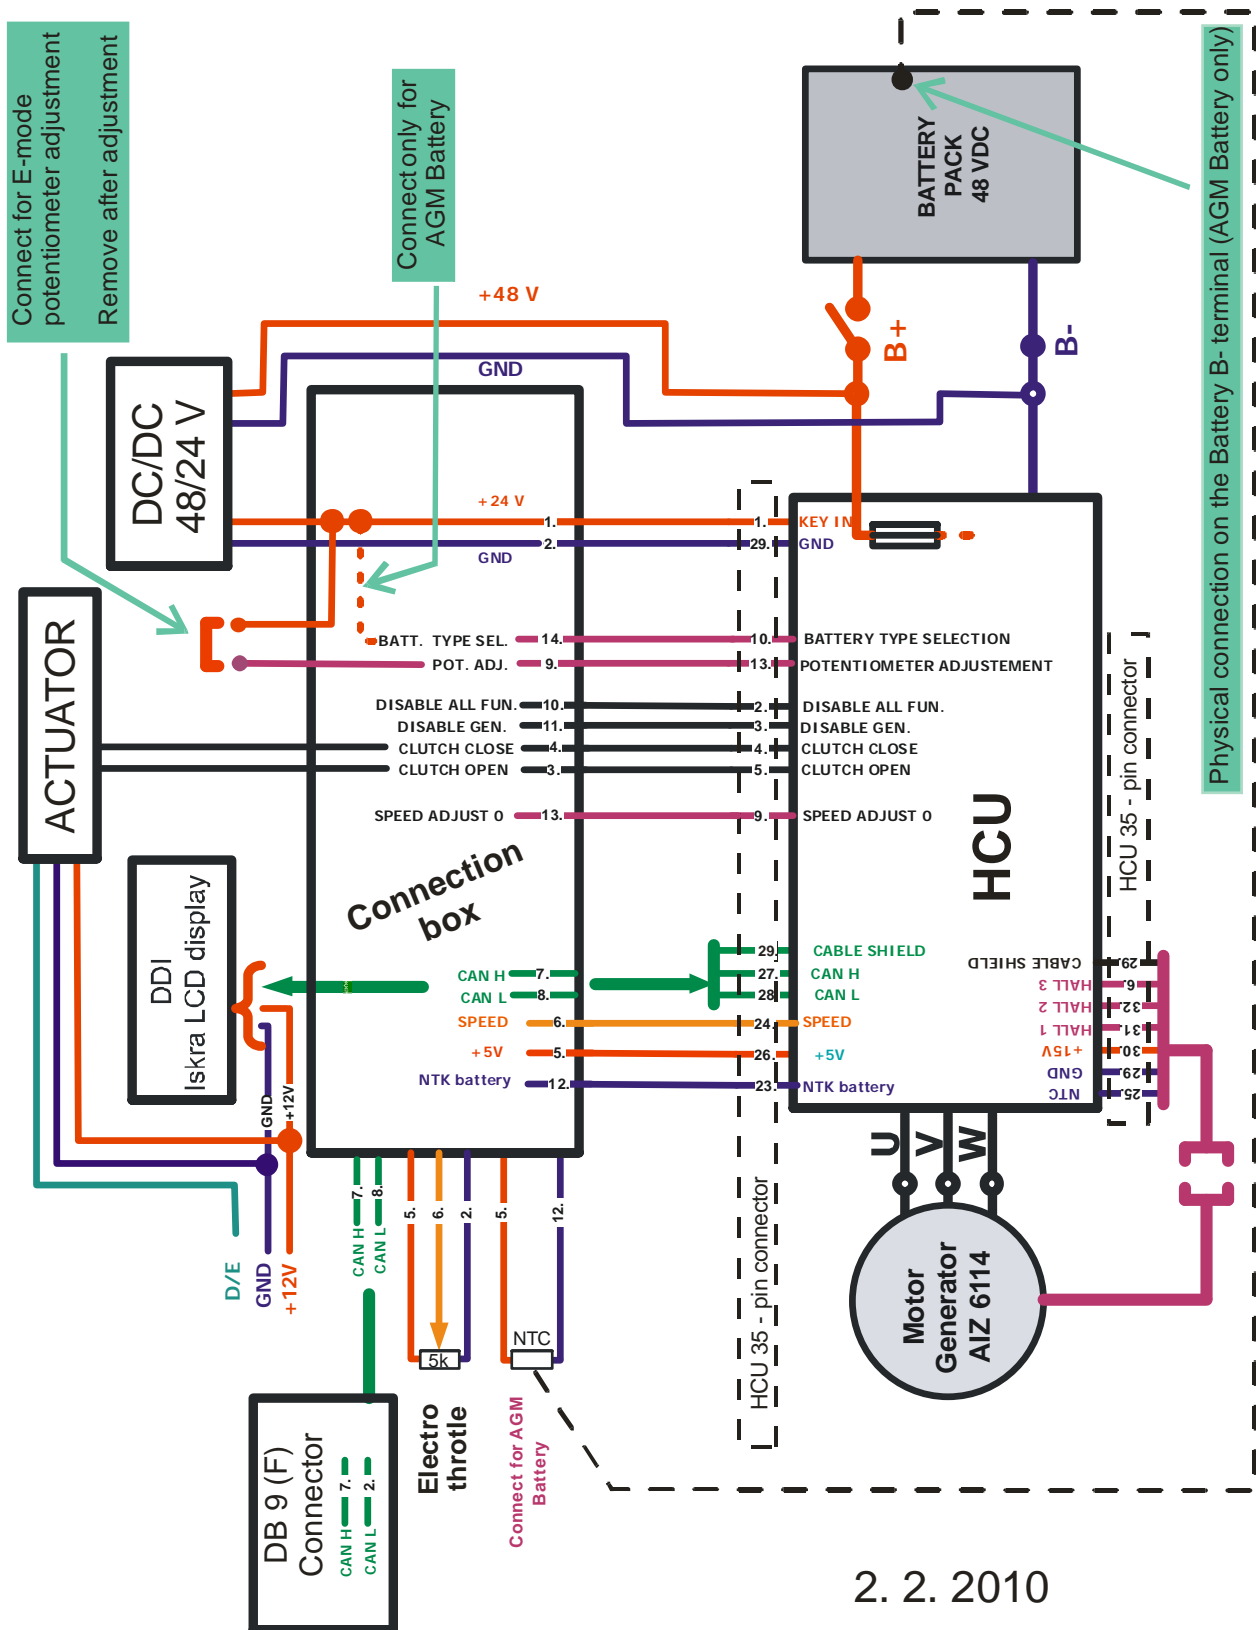 Connect for E-mode
potentiometer adjustment
Remove after adjustment
Connect only for
AGM Battery
Physical connection on the Battery B- terminal (AGM Battery only)
BATTERY
PACK
48 VDC
+48 V
GND
B+
B-
DC/DC
48/24 V
+24 V
1.
2.
GND
1.
KEY IN
29.
GND
ACTUATOR
BATT. TYPE SEL.
14.
10.
BATTERY TYPE SELECTION
POT. ADJ.
9.
13.
POTENTIOMETER ADJUSTEMENT
DISABLE ALL FUN.
10.
2.
DISABLE ALL FUN.
DISABLE GEN.
11.
3.
DISABLE GEN.
CLUTCH CLOSE
4.
4.
CLUTCH CLOSE
CLUTCH OPEN
3.
5.
CLUTCH OPEN
SPEED ADJUST 0
13.
9.
SPEED ADJUST 0
HCU
HCU 35 - pin connector
Connection
box
DDI
Iskra LCD display
29.
CABLE SHIELD
CAN H
7.
27.
CAN H
CAN L
8.
28
CAN L
SPEED
6.
24.
SPEED
+5V
5.
26.
+5V
NTK battery
12.
23.
NTK battery
CABLE SHIELD
29.
HALL 3
6.
HALL 2
32.
HALL 1
31.
+15V
30.
GND
29.
NTC
25.
GND
+12V
D/E
GND
+12V
CAN H
7.
CAN L
8.
5.
6.
2.
5.
12.
5k
NTC
Electro
throtle
Connect for AGM
Battery
HCU 35 - pin connector
U
V
W
Motor
Generator
AIZ 6114
DB 9 (F)
Connector
CAN H
7.
CAN L
2.
2. 2. 2010